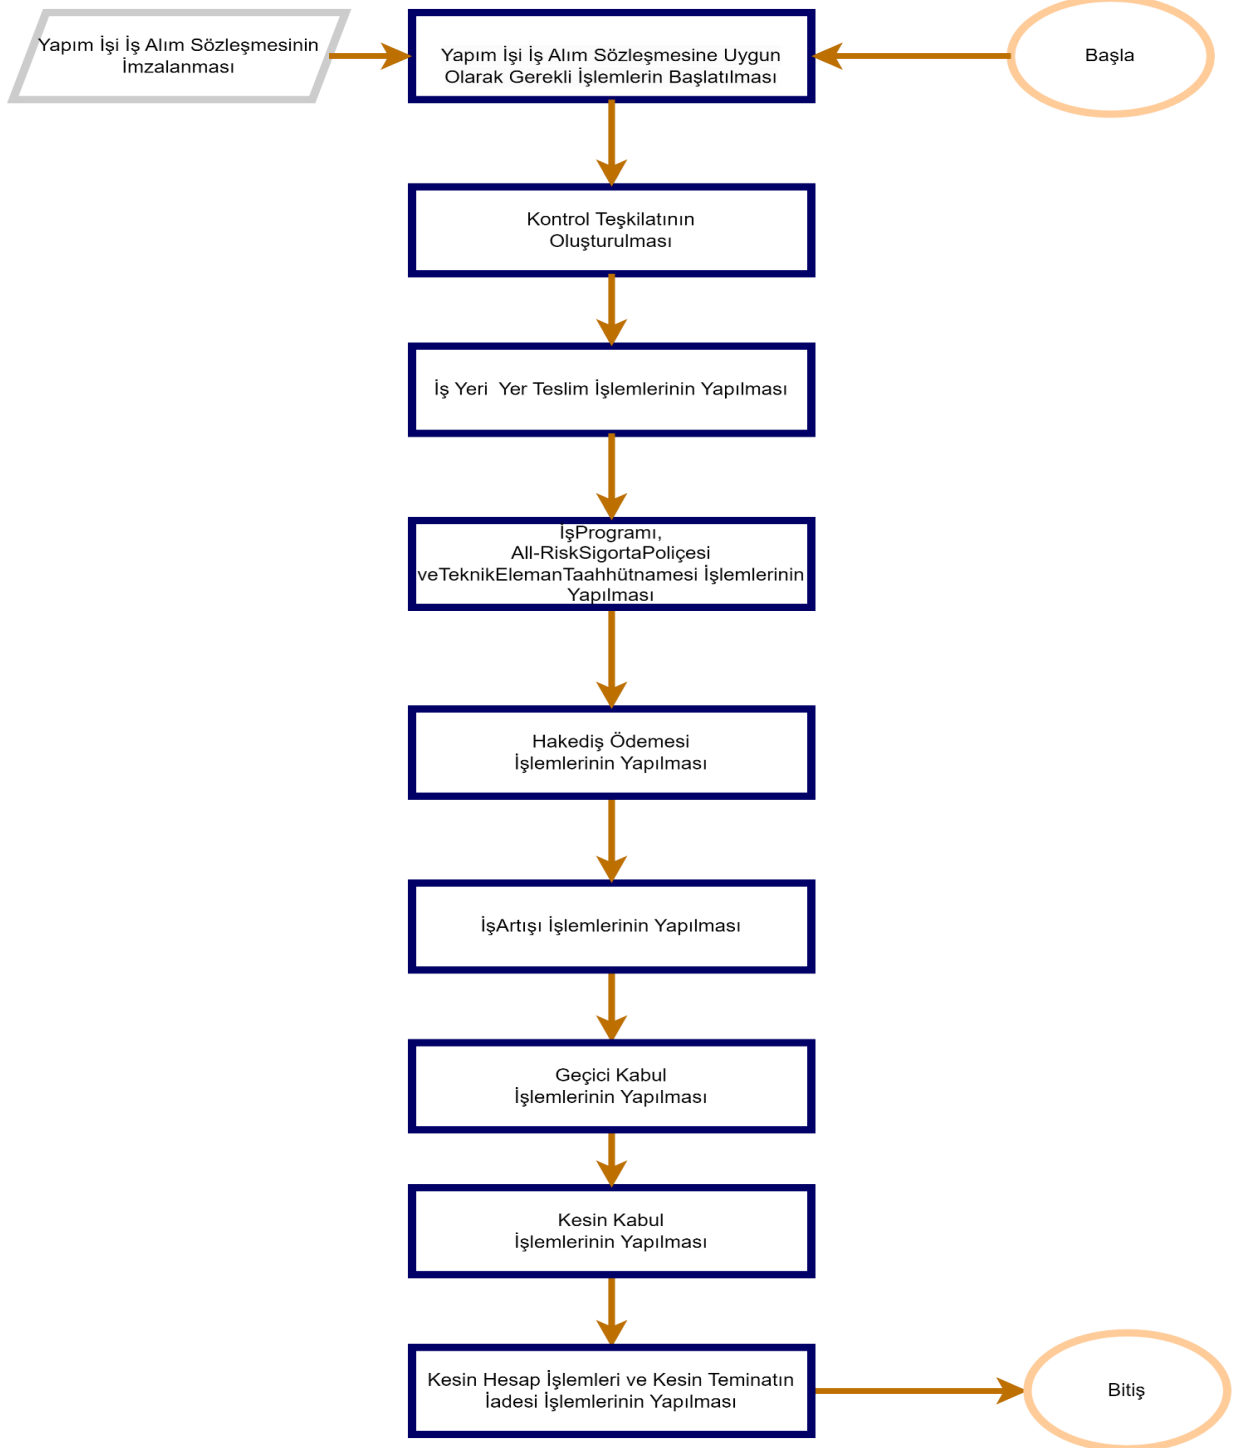 Yapım İşi İş Alım Sözleşmesinin
İmzalanması
Yapım İşi İş Alım Sözleşmesine Uygun
Olarak Gerekli İşlemlerin Başlatılması
Başla
Kontrol Teşkilatının
Oluşturulması
İş Yeri  Yer Teslim İşlemlerinin Yapılması
İşProgramı,
All-RiskSigortaPoliçesi
veTeknikElemanTaahhütnamesi İşlemlerinin
Yapılması
Hakediş Ödemesi
İşlemlerinin Yapılması
İşArtışı İşlemlerinin Yapılması
Geçici Kabul
İşlemlerinin Yapılması
Kesin Kabul
İşlemlerinin Yapılması
Kesin Hesap İşlemleri ve Kesin Teminatın
İadesi İşlemlerinin Yapılması
Bitiş